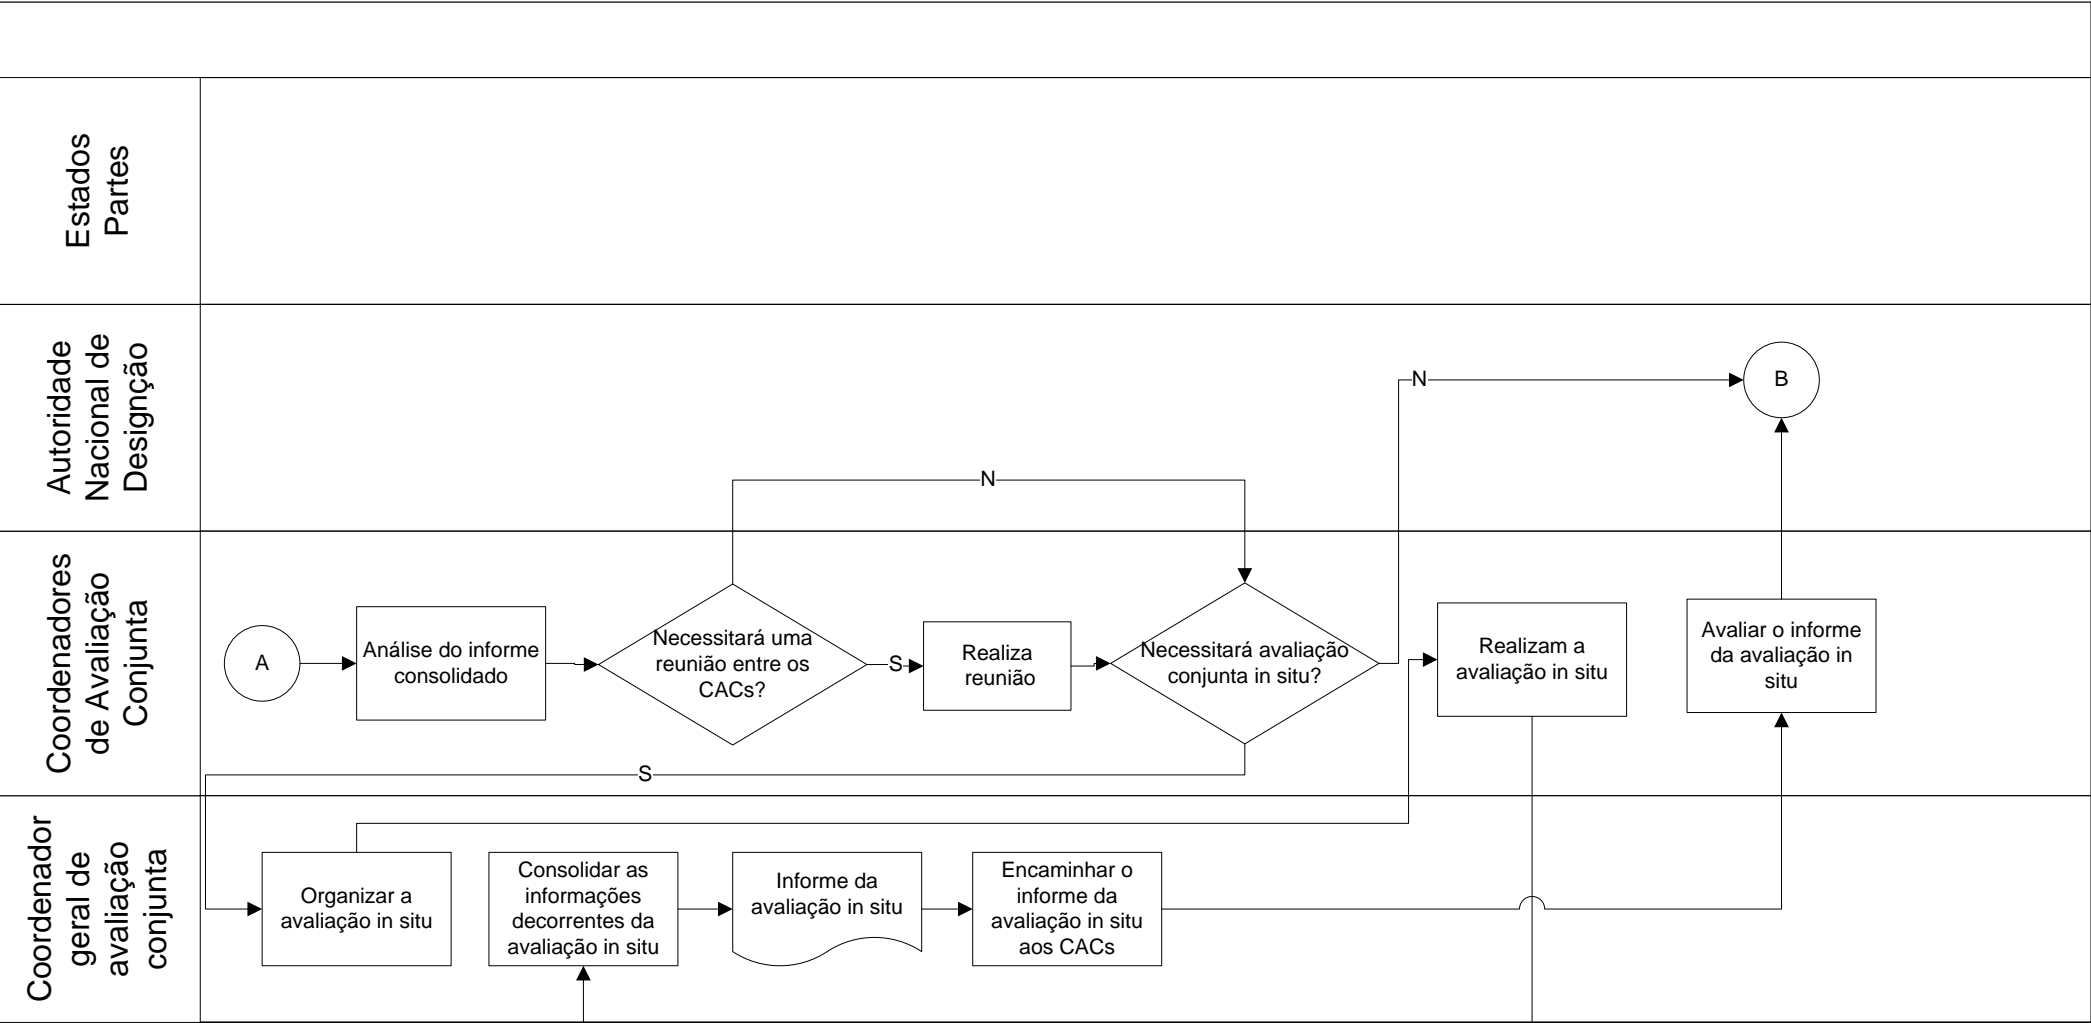 Estados
Partes
Autoridade
Nacional de
Designção
B
N
N
Coordenadores
de Avaliação
Conjunta
A
Análise do informe
consolidado
Necessitará uma
reunião entre os
CACs?
S
Realiza
reunião
Necessitará avaliação
conjunta in situ?
Realizam a
avaliação in situ
Avaliar o informe
da avaliação in
situ
S
Coordenador
geral de
avaliação
conjunta
Organizar a
avaliação in situ
Consolidar as
informações
decorrentes da
avaliação in situ
Informe da
avaliação in situ
Encaminhar o
informe da
avaliação in situ
aos CACs